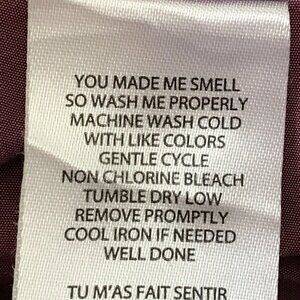 YOU MADE ME SMELL
SO WASH ME PROPERLY
MACHINE WASH COLD
WITH LIKE COLORS
GENTLE CYCLE
NON CHLORINE BLEACH
TUMBLE DRY LOW
REMOVE PROMPTLY
COOL IRON IF NEEDED
WELL DONE
TU M'AS FAIT SENTIR